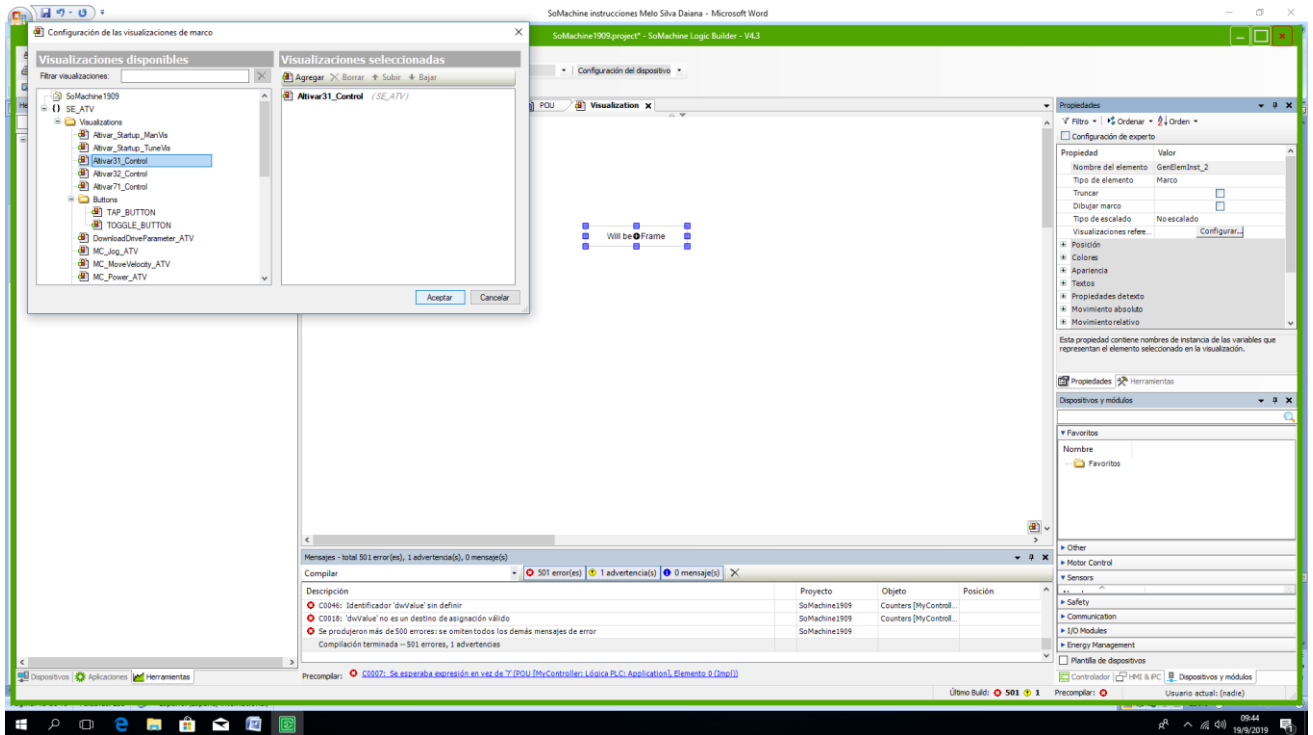 SoMachine instrucciones Melo Silva Daiana - Microsoft Word
Configuración de las visualizaciones de marco
SoMachine1909.project* - SoMachine Logic Builder - V4.3
Visualizaciones disponibles
Filtrar visualizaciones:
SoMachine1909
SE_ATV
Visualizations
Altivar_Startup_ManVis
Altivar_Startup_TuneVis
Altivar31_Control
Altivar32_Control
Altivar71_Control
Buttons
TAP_BUTTON
TOGGLE_BUTTON
DownloadDriveParameter_ATV
MC_Jog_ATV
MC_MoveVelocity_ATV
MC_Power_ATV
Visualizaciones seleccionadas
Agregar Borrar Subir Bajar
Altivar31_Control (SE_ATV)
Aceptar Cancelar
Configuración del dispositivo
POU Visualization
Will be Frame
Propiedades
Filtro Ordenar Orden
Configuración de experto
Propiedad Valor
Nombre del elemento GenElemInst_2
Tipo de elemento Marco
Truncar
Dibujar marco
Tipo de escalado No escalado
Visualizaciones refere... Configurar...
Posición
Colores
Apariencia
Textos
Propiedades de texto
Movimiento absoluto
Movimiento relativo
Esta propiedad contiene nombres de instancia de las variables que
representan el elemento seleccionado en la visualización.
Propiedades Herramientas
Dispositivos y módulos
Favoritos
Nombre
Favoritos
Other
Motor Control
Sensors
Safety
Communication
I/O Modules
Energy Management
Plantilla de dispositivos
Controlador HMI & iPC Dispositivos y módulos
Mensajes - total 501 error(es), 1 advertencia(s), 0 mensaje(s)
Compilar 501 error(es) 1 advertencia(s) 0 mensaje(s)
Descripción Proyecto Objeto Posición
C0046: Identificador 'dwValue' sin definir SoMachine1909 Counters [MyControll...
C0018: 'dwValue' no es un destino de asignación válido SoMachine1909 Counters [MyControll...
Se produjeron más de 500 errores: se omiten todos los demás mensajes de error SoMachine1909
Compilación terminada -- 501 errores, 1 advertencias
Dispositivos Aplicaciones Herramientas
Precompilar: C0007: Se esperaba expresión en vez de '?' (POU [MyController: Lógica PLC: Application], Elemento 0 (Impl))
Último Build: 501 1 Precompilar: Usuario actual: (nadie)
09:44
19/9/2019